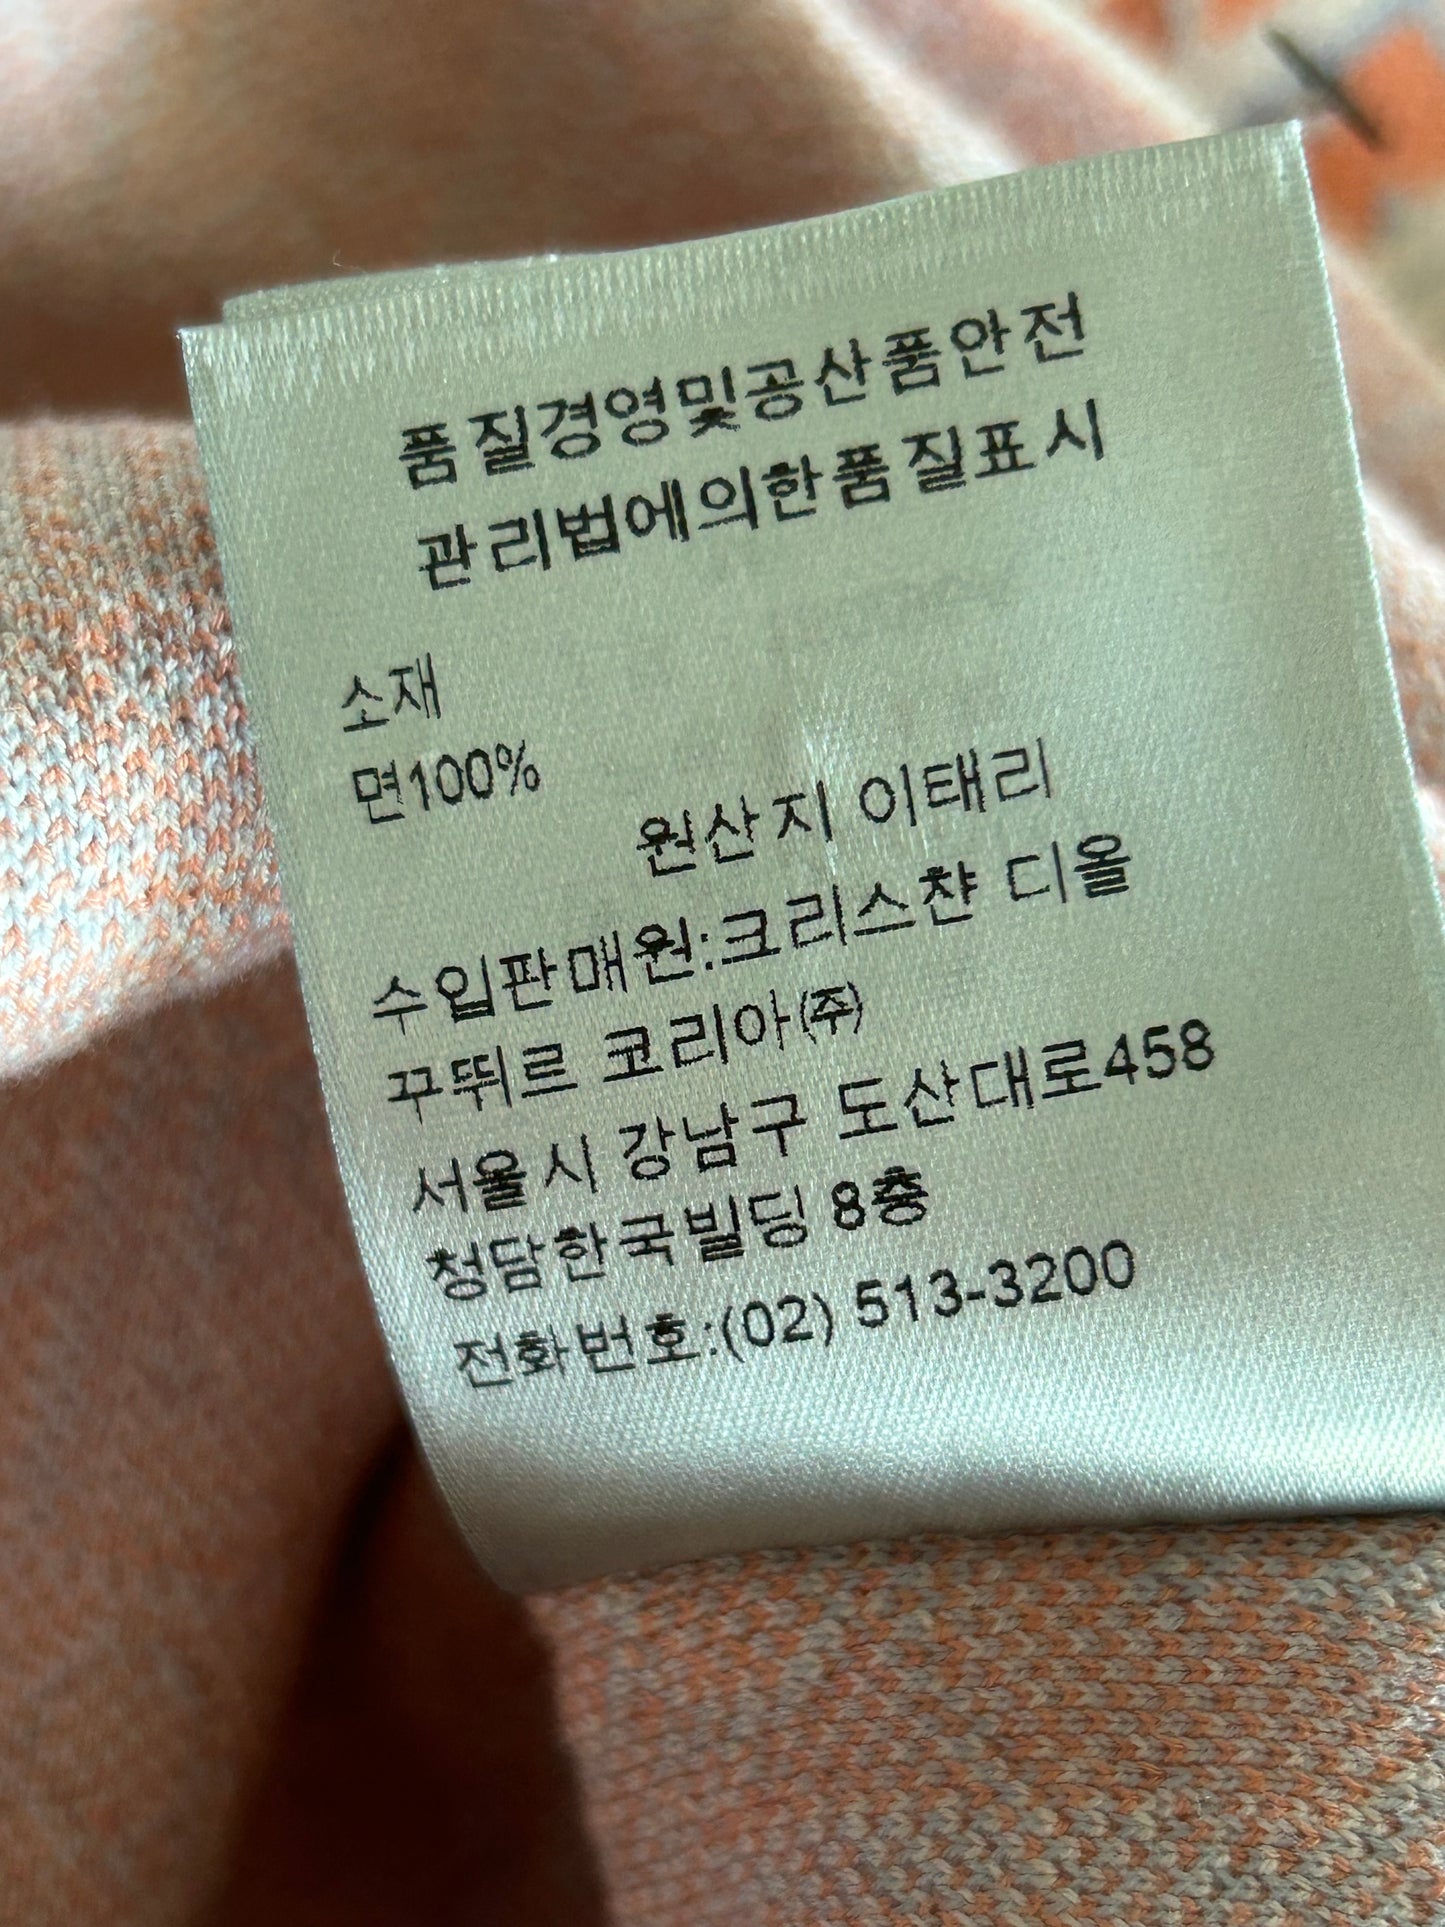 품질경영및공산품안전
관리법에의한품질표시
소재
면100%
원산지 이태리
수입판매원:크리스챤 디올
꾸뛰르 코리아㈜
서울시 강남구 도산대로458
청담한국빌딩 8층
전화번호:(02) 513-3200